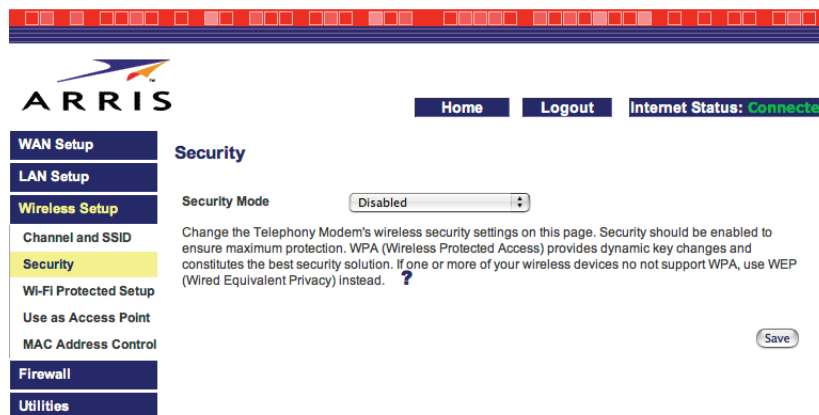 ARRIS
Home Logout Internet Status: Connecte
WAN Setup
LAN Setup
Wireless Setup
Channel and SSID
Security
Wi-Fi Protected Setup
Use as Access Point
MAC Address Control
Firewall
Utilities
Security
Security Mode Disabled
Change the Telephony Modem's wireless security settings on this page. Security should be enabled to
ensure maximum protection. WPA (Wireless Protected Access) provides dynamic key changes and
constitutes the best security solution. If one or more of your wireless devices no not support WPA, use WEP
(Wired Equivalent Privacy) instead. ?
Save